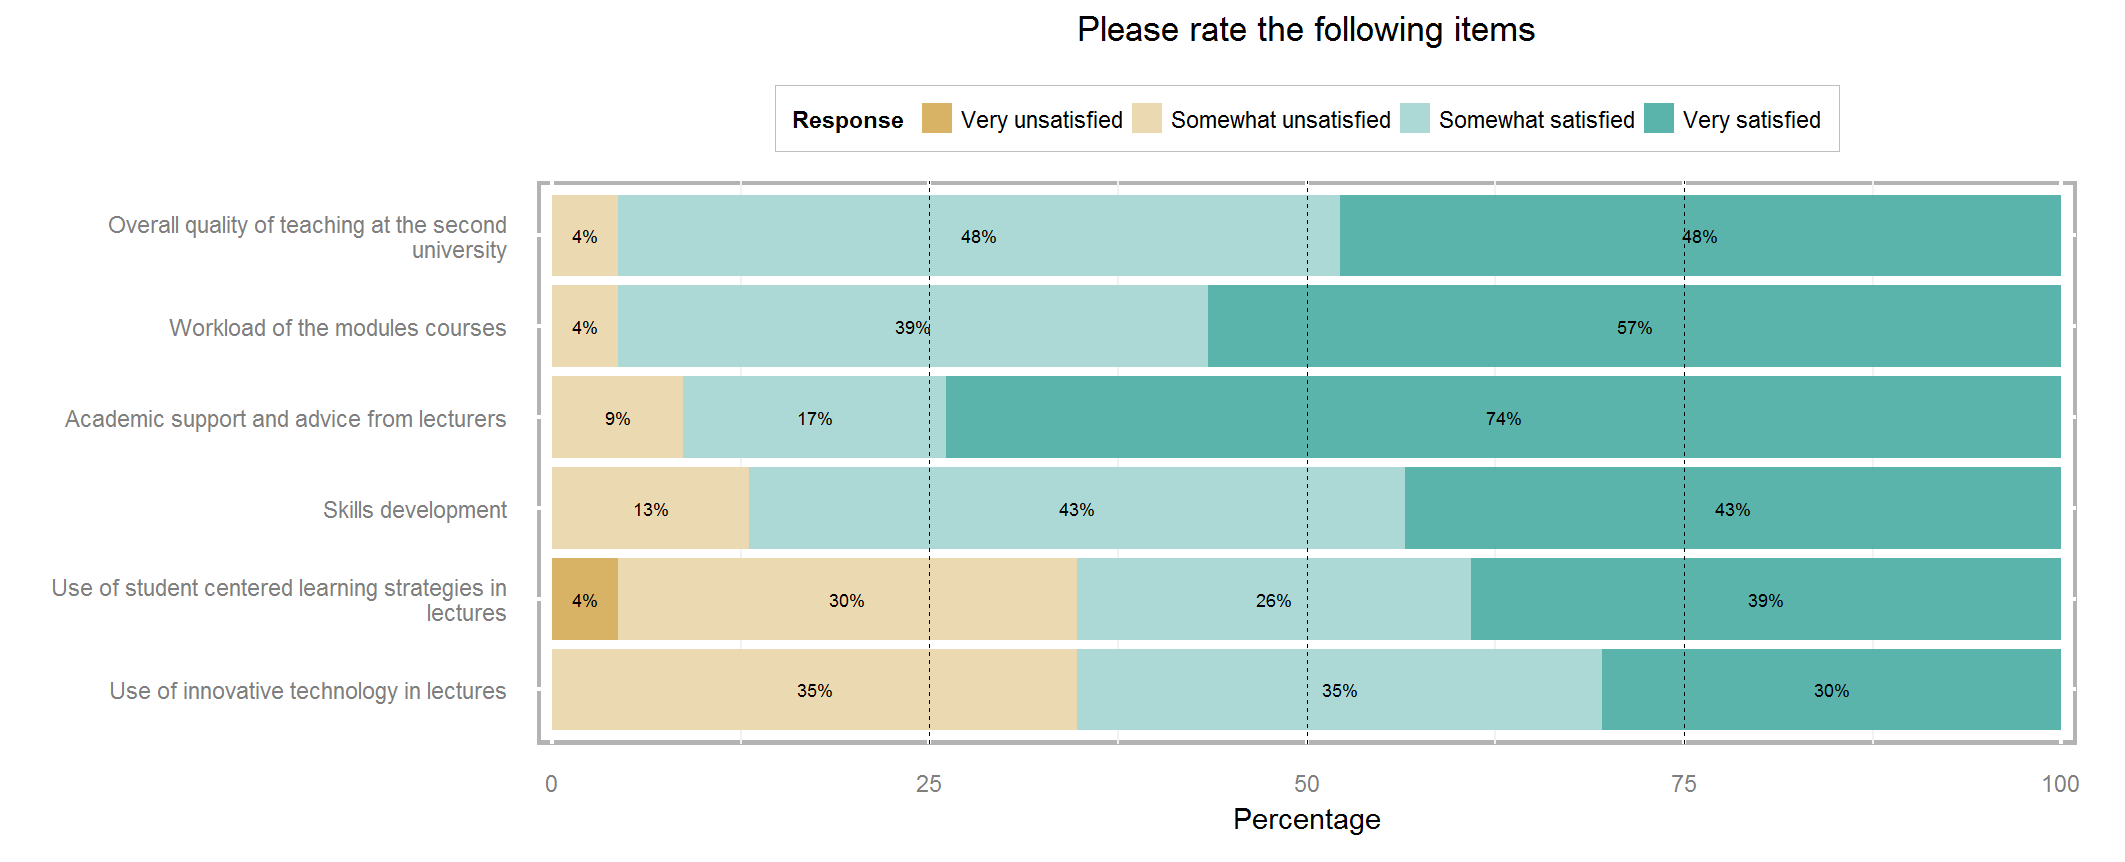 Please rate the following items
Response Very unsatisfied Somewhat unsatisfied Somewhat satisfied Very satisfied
Overall quality of teaching at the second
university
4% 48% 48%
Workload of the modules courses
4% 39% 57%
Academic support and advice from lecturers
9% 17% 74%
Skills development
13% 43% 43%
Use of student centered learning strategies in
lectures
4% 30% 26% 39%
Use of innovative technology in lectures
35% 35% 30%
0 25 50 75 100
Percentage